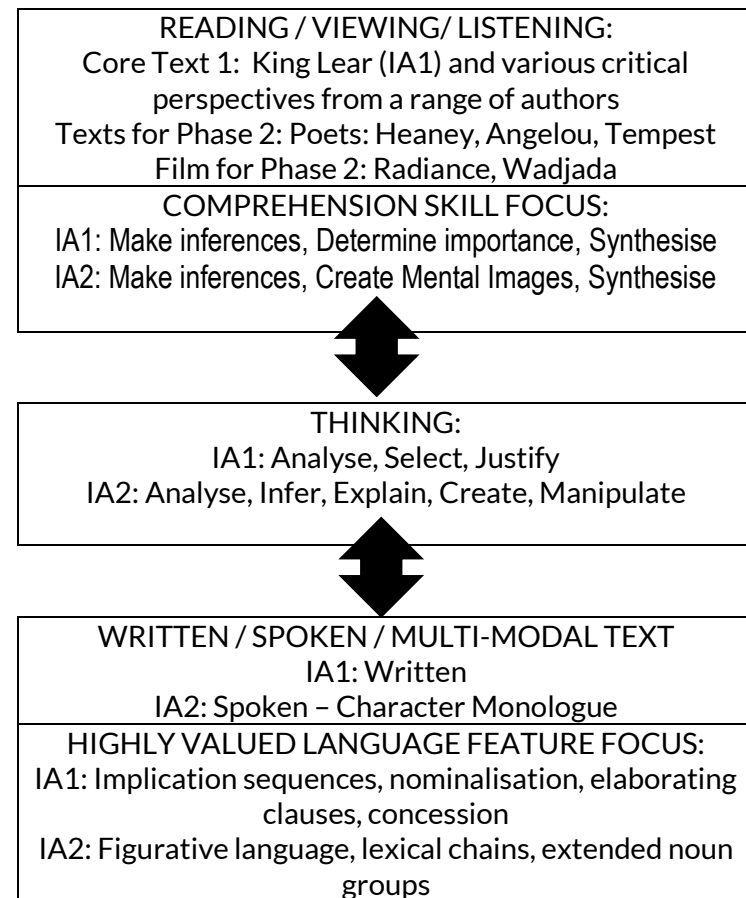 READING / VIEWING/ LISTENING:
Core Text 1:  King Lear (IA1) and various critical
perspectives from a range of authors
Texts for Phase 2: Poets: Heaney, Angelou, Tempest
Film for Phase 2: Radiance, Wadjada
COMPREHENSION SKILL FOCUS:
IA1: Make inferences, Determine importance, Synthesise
IA2: Make inferences, Create Mental Images, Synthesise
THINKING:
IA1: Analyse, Select, Justify
IA2: Analyse, Infer, Explain, Create, Manipulate
WRITTEN / SPOKEN / MULTI-MODAL TEXT
IA1: Written
IA2: Spoken – Character Monologue
HIGHLY VALUED LANGUAGE FEATURE FOCUS:
IA1: Implication sequences, nominalisation, elaborating
clauses, concession
IA2: Figurative language, lexical chains, extended noun
groups